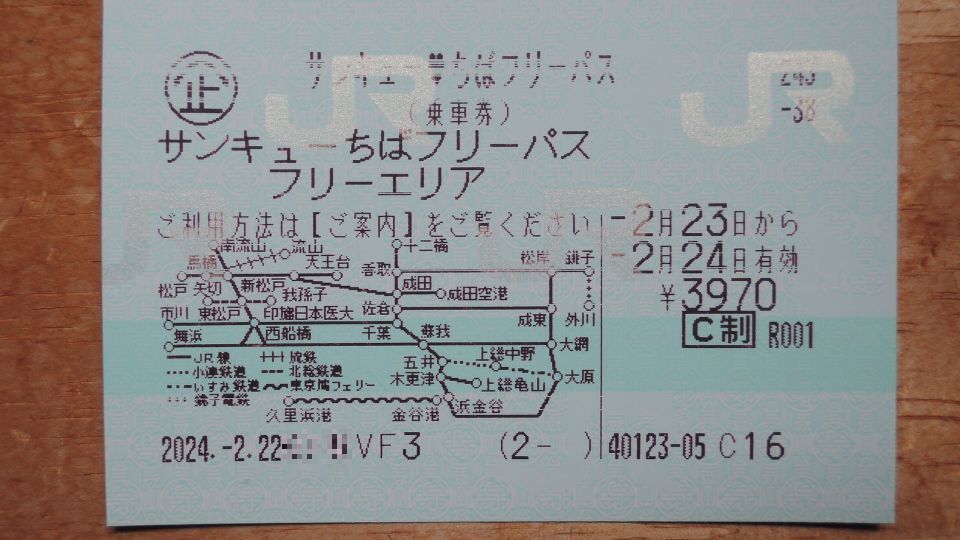 サンキュー♥ちばフリーパス
企
(乗車券)
-38
サンキューちばフリーパス
フリーエリア
ご利用方法は[ご案内]をご覧ください
-2月23日から
-2月24日有効
¥3970
C制 R001
南流山 流山 十二橋
馬橋 天王台 香取 松岸 銚子
松戸 矢切 新松戸 我孫子 成田 成田空港
市川 東松戸 印旛日本医大 佐倉 成東 外川
舞浜 西船橋 千葉 蘇我 大網
JR線 流鉄 五井 上総中野
小湊鉄道 北総鉄道 木更津 上総亀山 大原
いすみ鉄道 東京湾フェリー
銚子電鉄 久里浜港 金谷港 浜金谷
2024.-2.22 VF3 (2- ) 40123-05 C16
JR
JR